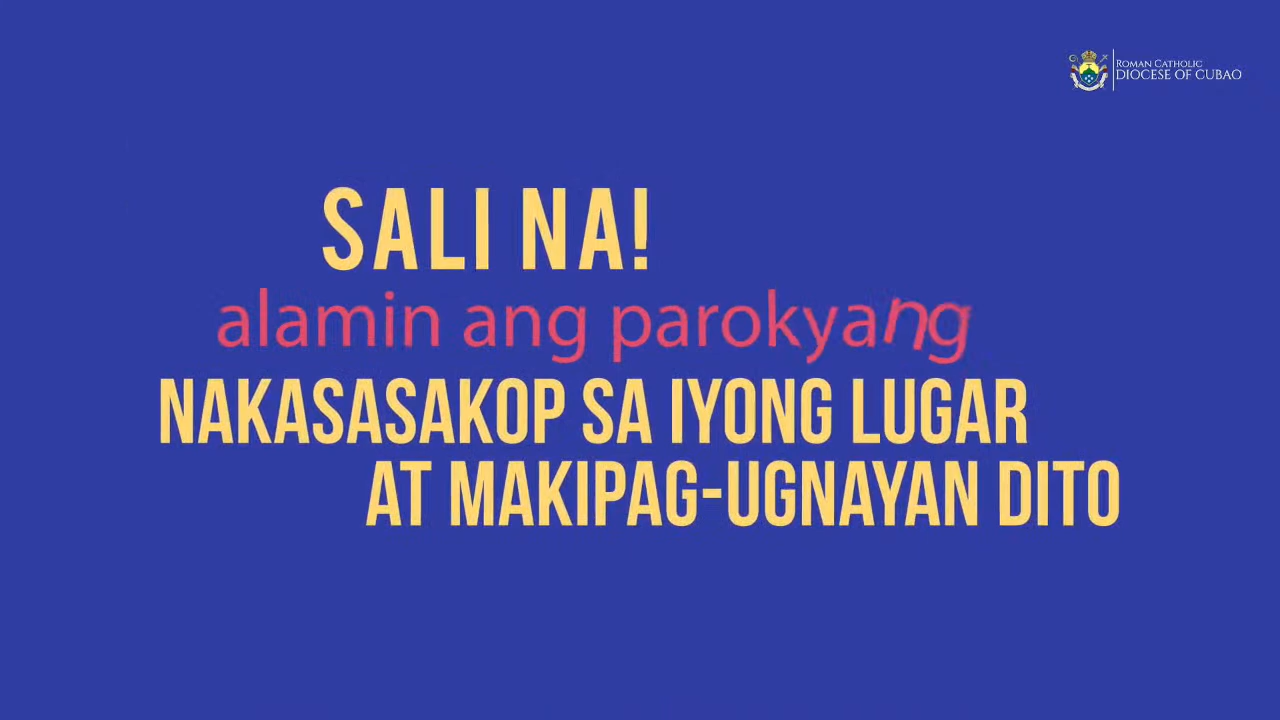 ROMAN CATHOLIC
DIOCESE OF CUBAO
SALI NA!
alamin ang parokyang
NAKASASAKOP SA IYONG LUGAR
AT MAKIPAG-UGNAYAN DITO